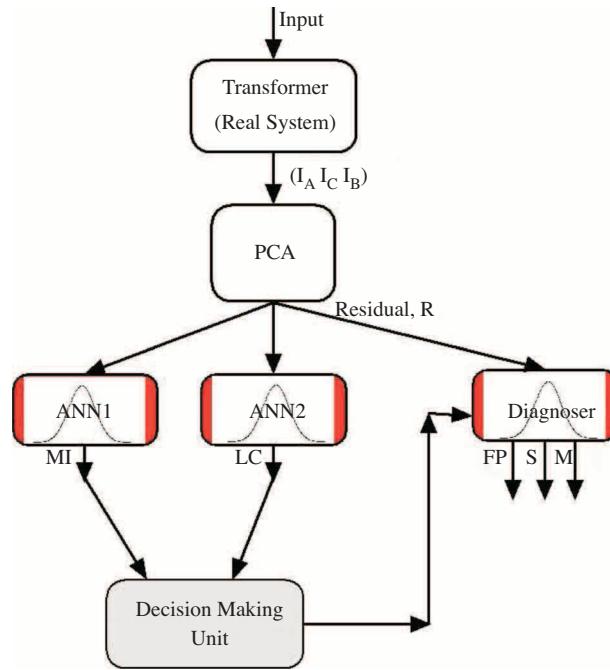 Input
Transformer
(Real System)
(I_A I_C I_B)
PCA
Residual, R
ANN1
ANN2
Diagnoser
MI
LC
FP S M
Decision Making
Unit